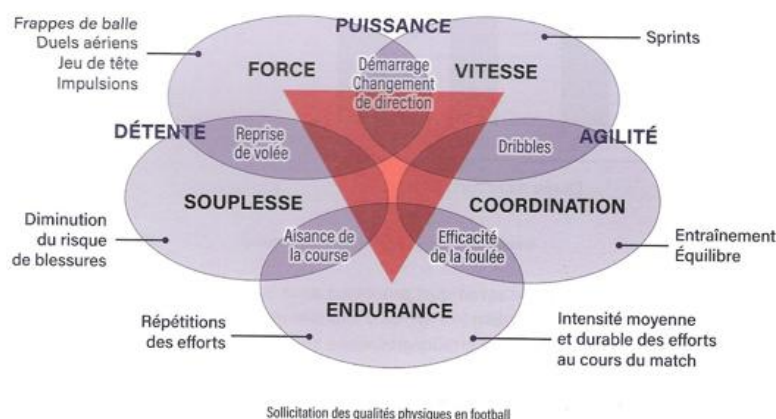 Frappes de balle
Duels aériens
Jeu de tête
Impulsions
PUISSANCE
Sprints
FORCE
Démarrage
Changement
de direction
VITESSE
DÉTENTE
Reprise
de volée
Dribbles
AGILITÉ
SOUPLESSE
COORDINATION
Diminution
du risque
de blessures
Aisance de
la course
Efficacité
de la foulée
Entraînement
Équilibre
ENDURANCE
Répétitions
des efforts
Intensité moyenne
et durable des efforts
au cours du match
Sollicitation des qualités physiques en football